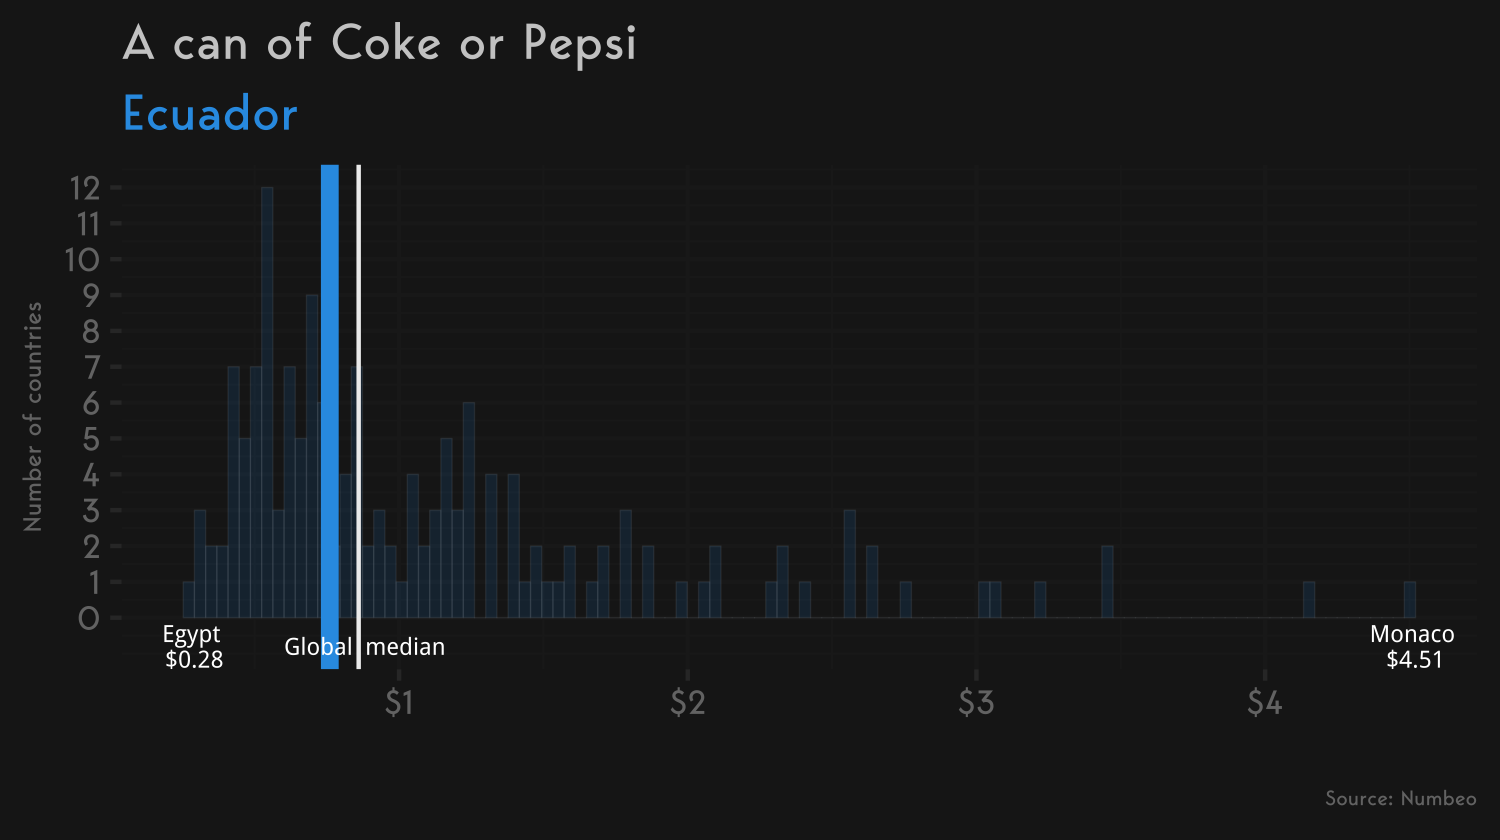 A can of Coke or Pepsi
Ecuador
Number of countries
12
11
10
9
8
7
6
5
4
3
2
1
0
Egypt
$0.28
Global median
Monaco
$4.51
$1
$2
$3
$4
Source: Numbeo